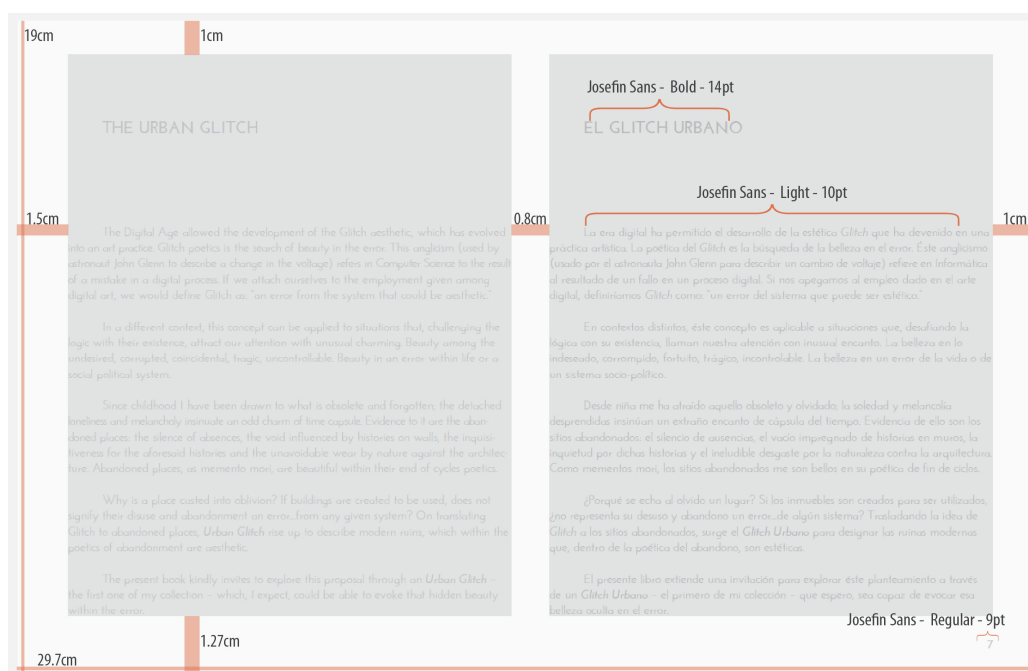 19cm
1cm
Josefin Sans - Bold - 14pt
THE URBAN GLITCH
EL GLITCH URBANO
Josefin Sans - Light - 10pt
1.5cm
0.8cm
1cm
The Digital Age allowed the development of the Glitch aesthetic, which has evolved
into an art practice. Glitch poetics is the search of beauty in the error. This anglicism (used by
astronaut John Glenn to describe a change in the voltage) refers in Computer Science to the result
of a mistake in a digital process. If we attach ourselves to the employment given among
digital art, we would define Glitch as: "an error from the system that could be aesthetic."
In a different context, this concept can be applied to situations that, challenging the
logic with their existence, attract our attention with unusual charming. Beauty among the
undesired, corrupted, coincidental, tragic, uncontrollable. Beauty in an error within life or a
social political system.
Since childhood I have been drawn to what is obsolete and forgotten; the detached
loneliness and melancholy insinuate an odd charm of time capsule. Evidence to it are the aban
doned places: the silence of absences, the void influenced by histories on walls, the inquisi-
tiveness for the aforesaid histories and the unavoidable wear by nature against the architec-
ture. Abandoned places, as memento mori, are beautiful within their end of cycles poetics.
Why is a place casted into oblivion? If buildings are created to be used, does not
signify their disuse and abandonment an error...from any given system? On translating
Glitch to abandoned places, Urban Glitch rise up to describe modern ruins, which within the
poetics of abandonment are aesthetic.
The present book kindly invites to explore this proposal through an Urban Glitch –
the first one of my collection – which, I expect, could be able to evoke that hidden beauty
within the error.
La era digital ha permitido el desarrollo de la estética Glitch que ha devenido en una
práctica artística. La poética del Glitch es la búsqueda de la belleza en el error. Éste anglicismo
(usado por el astronauta John Glenn para describir un cambio de voltaje) refiere en Informática
al resultado de un fallo en un proceso digital. Si nos apegamos al empleo dado en el arte
digital, definiríamos Glitch como: "un error del sistema que puede ser estético."
En contextos distintos, éste concepto es aplicable a situaciones que, desafiando la
lógica con su existencia, llaman nuestra atención con inusual encanto. La belleza en lo
indeseado, corrompido, fortuito, trágico, incontrolable. La belleza en un error de la vida o de
un sistema socio-político.
Desde niña me ha atraído aquello obsoleto y olvidado; la soledad y melancolía
desprendidas insinúan un extraño encanto de cápsula del tiempo. Evidencia de ello son los
sitios abandonados: el silencio de ausencias, el vacío impregnado de historias en muros, la
inquietud por dichas historias y el ineludible desgaste por la naturaleza contra la arquitectura.
Como mementos mori, los sitios abandonados me son bellos en su poética de fin de ciclos.
¿Porqué se echa al olvido un lugar? Si los inmuebles son creados para ser utilizados,
¿no representa su desuso y abandono un error...de algún sistema? Trasladando la idea de
Glitch a los sitios abandonados, surge el Glitch Urbano para designar las ruinas modernas
que, dentro de la poética del abandono, son estéticas.
El presente libro extiende una invitación para explorar éste planteamiento a través
de un Glitch Urbano – el primero de mi colección – que espero, sea capaz de evocar esa
belleza oculta en el error.
Josefin Sans - Regular - 9pt
7
1.27cm
29.7cm